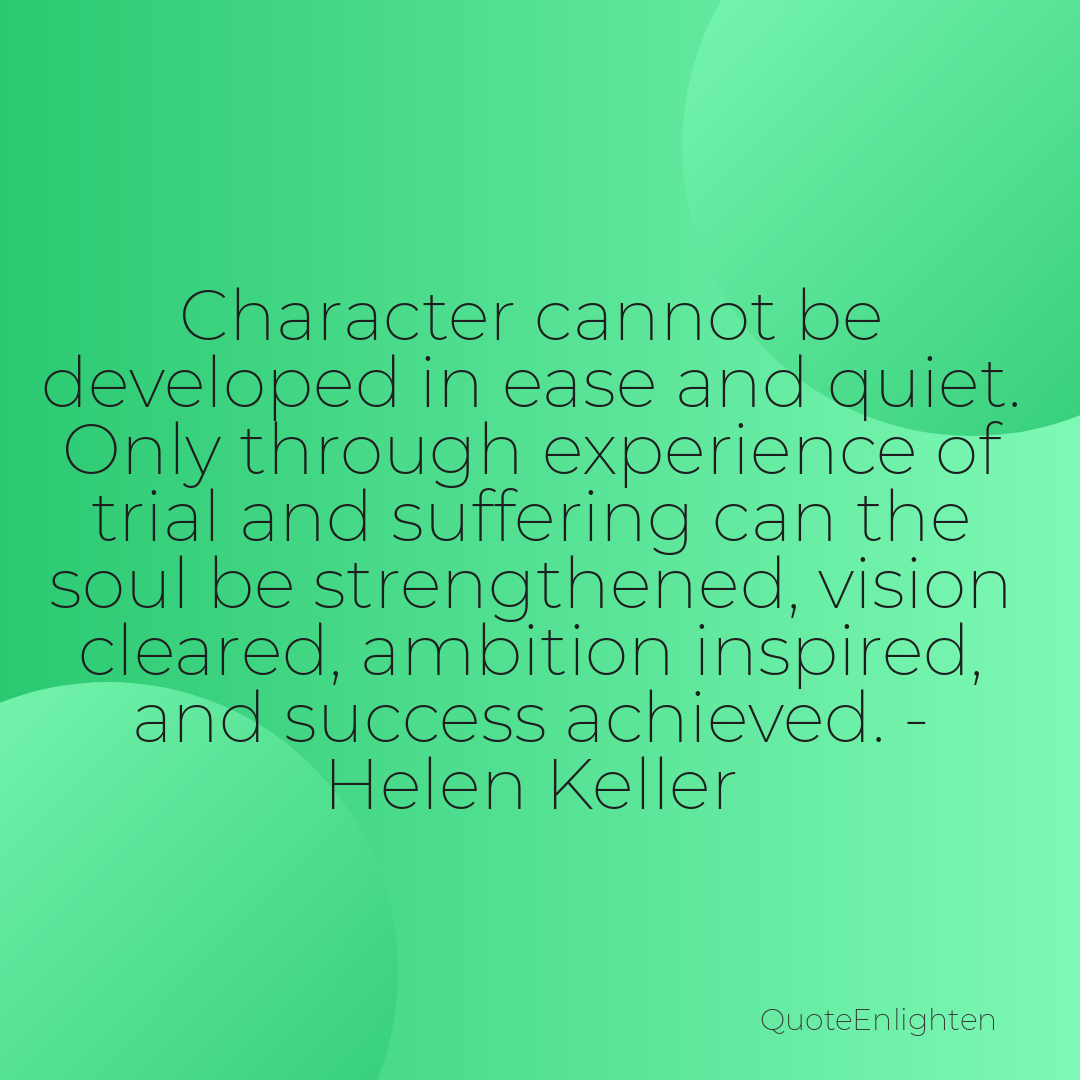 Character cannot be
developed in ease and quiet.
Only through experience of
trial and suffering can the
soul be strengthened, vision
cleared, ambition inspired,
and success achieved. -
Helen Keller
QuoteEnlighten